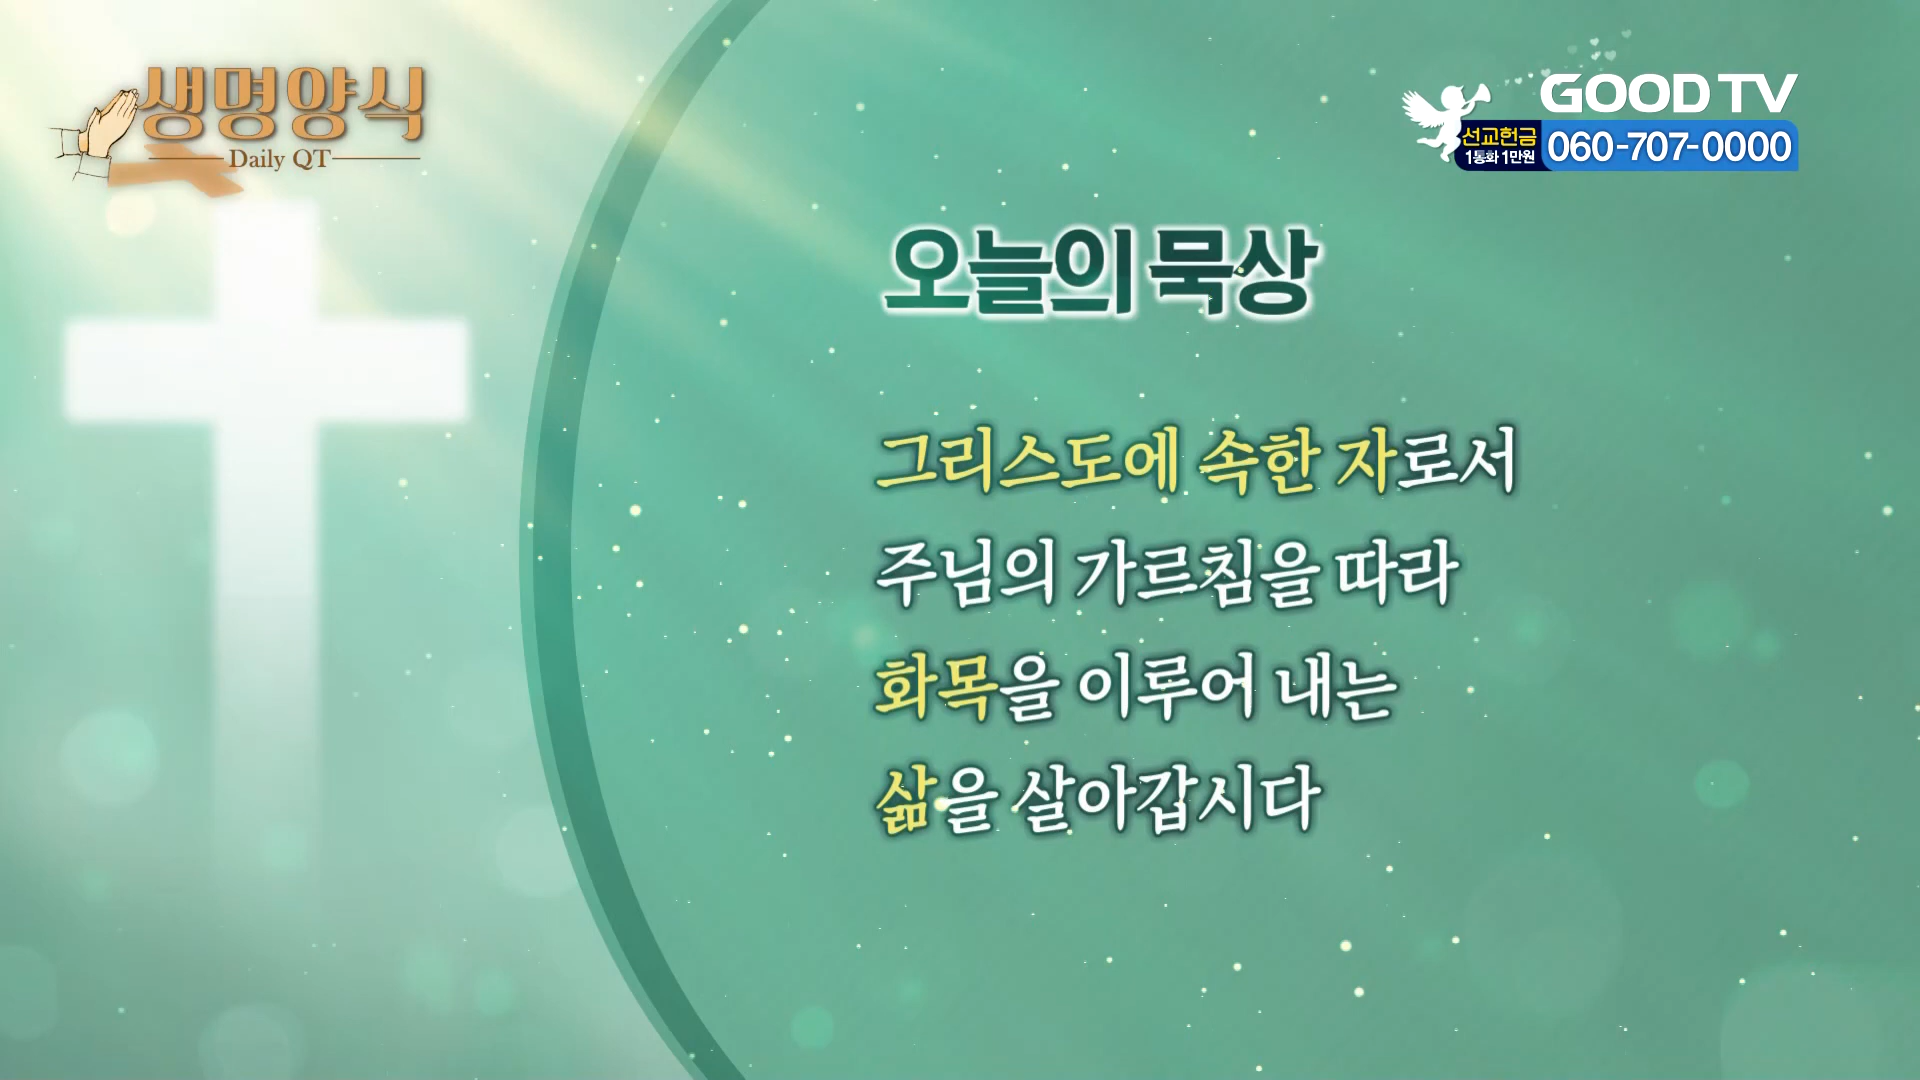 생명양식
Daily QT
GOODTV
선교헌금
1통화 1만원
060-707-0000
오늘의 묵상
그리스도에 속한 자로서
주님의 가르침을 따라
화목을 이루어 내는
삶을 살아갑시다